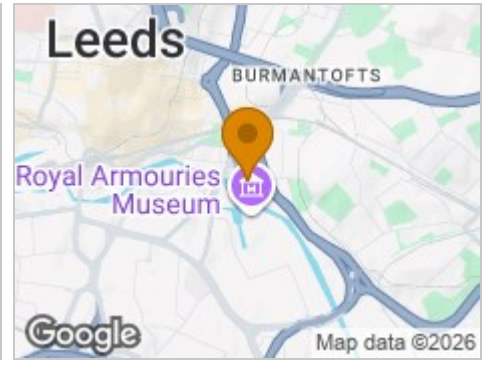 Leeds
BURMANTOFTS
Royal Armouries
Museum
Google
Map data ©2026